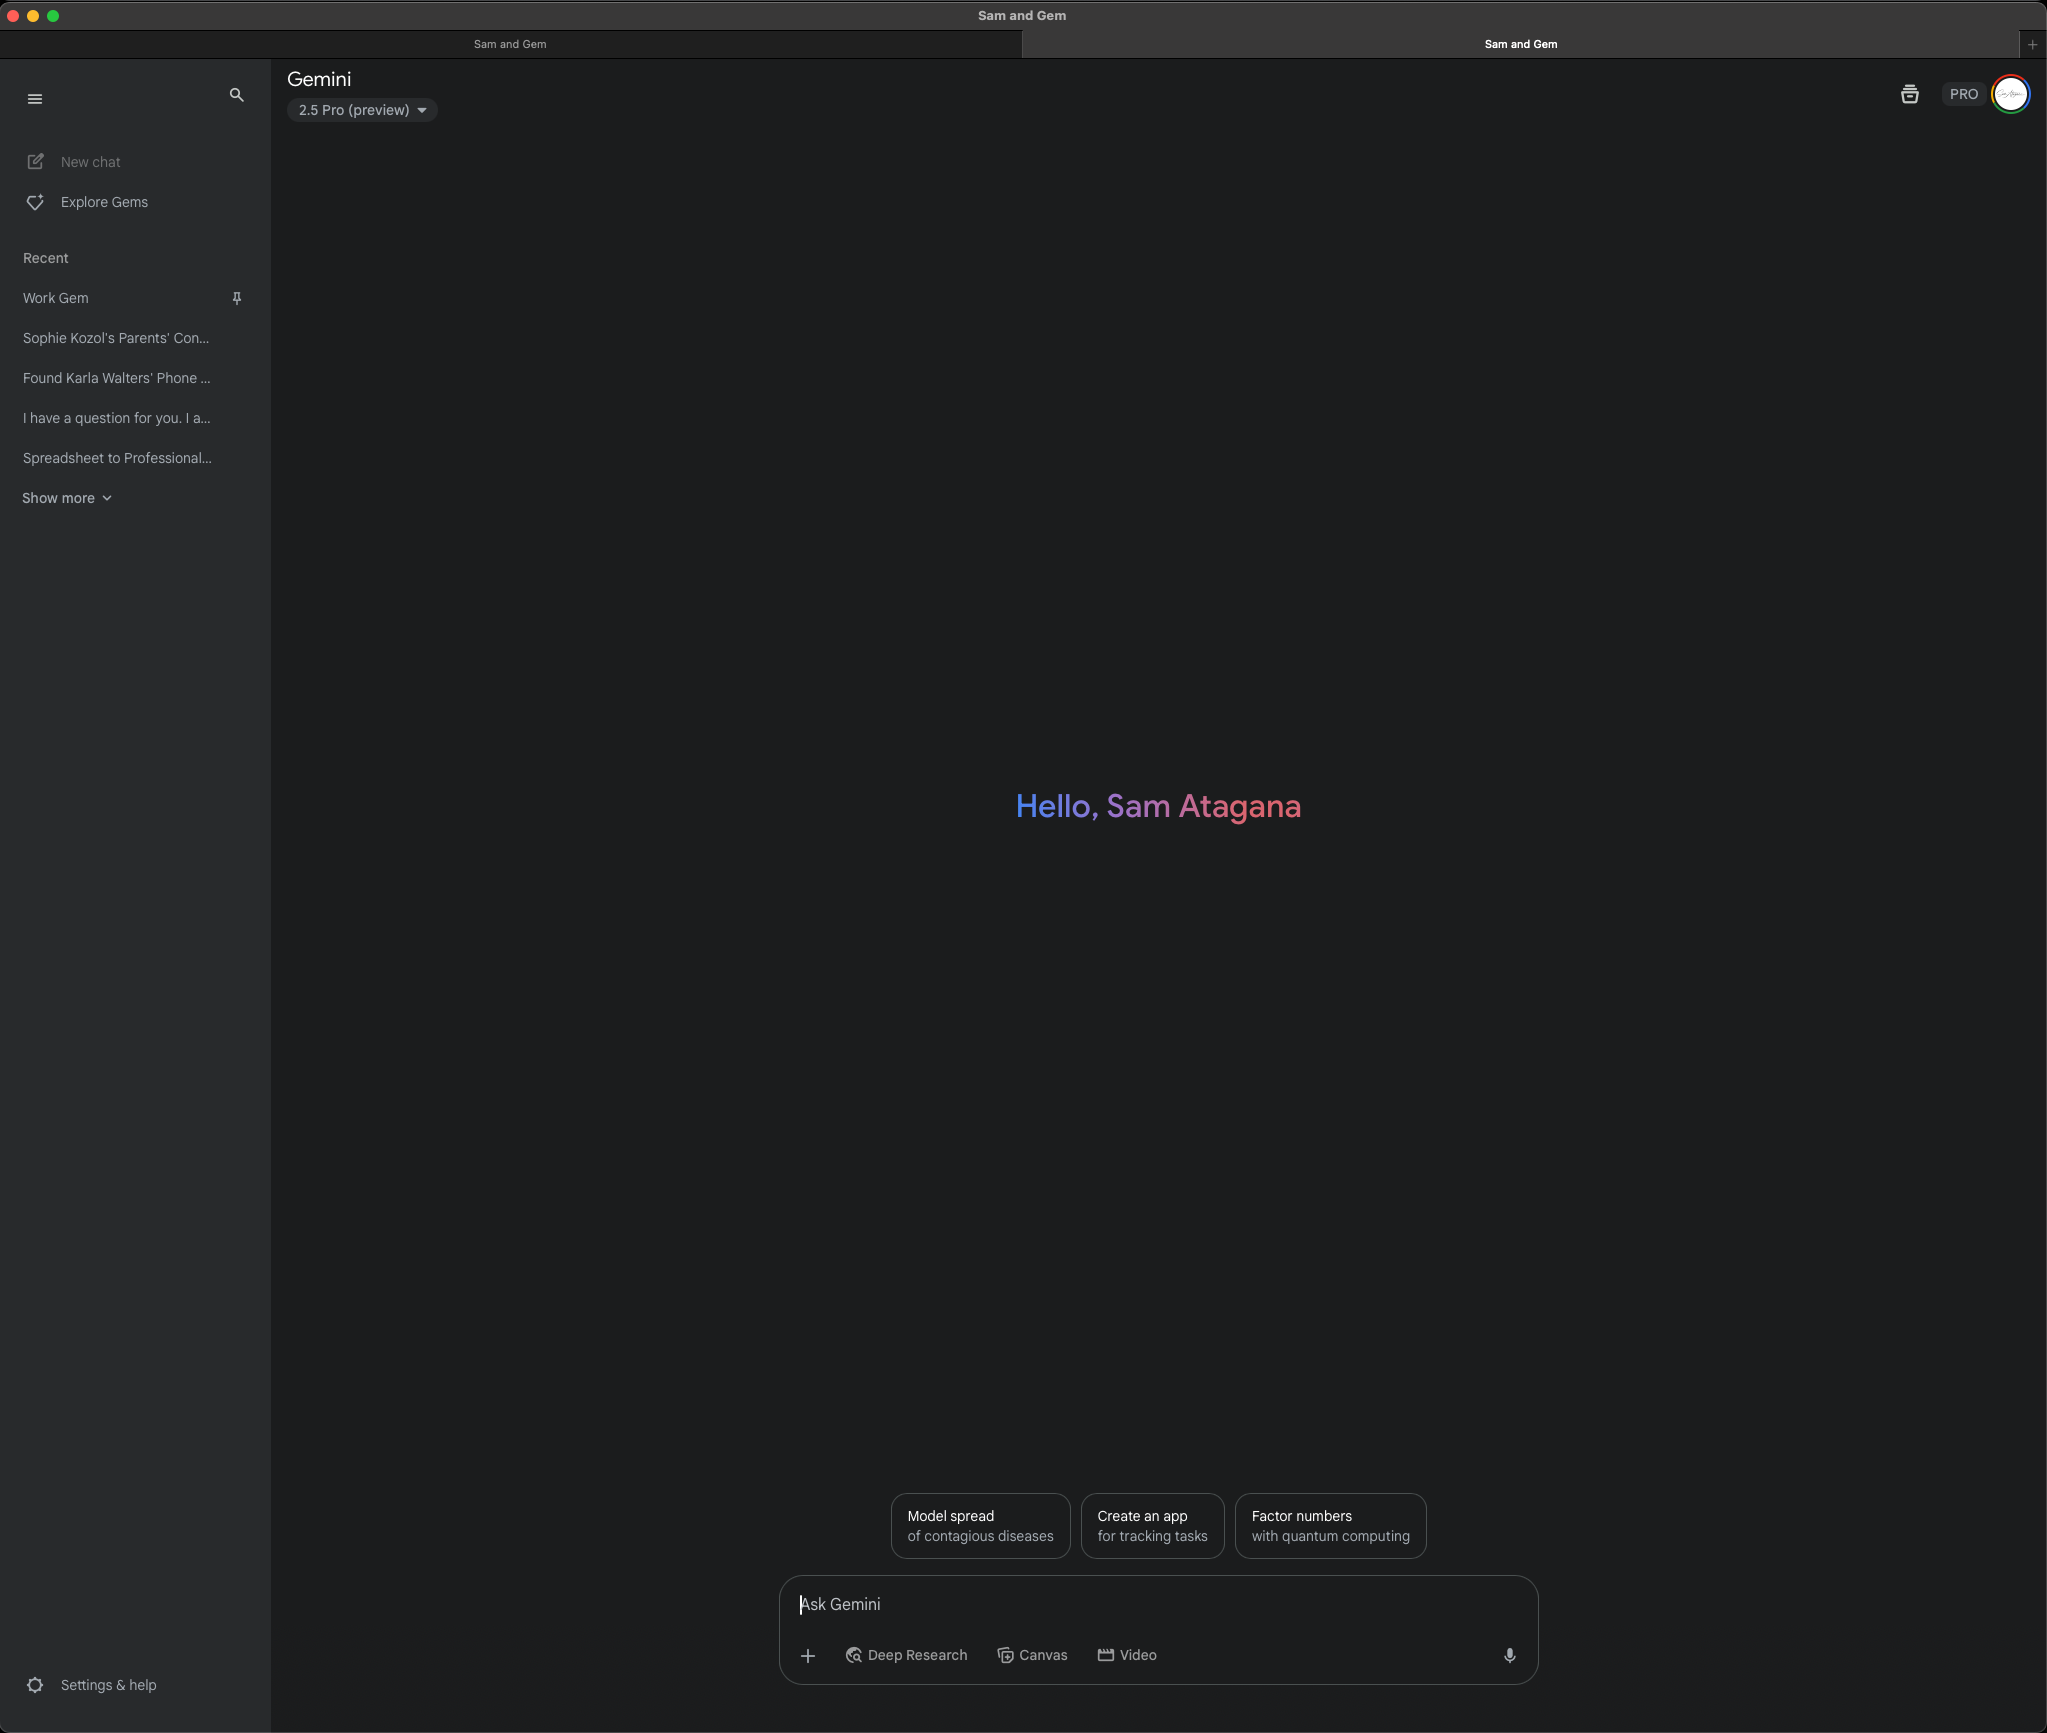 Sam and Gem
Sam and Gem
Sam and Gem
Gemini
2.5 Pro (preview)
PRO
New chat
Explore Gems
Recent
Work Gem
Sophie Kozol's Parents' Con...
Found Karla Walters' Phone ...
I have a question for you. I a...
Spreadsheet to Professional...
Show more
Hello, Sam Atagana
Model spread
of contagious diseases
Create an app
for tracking tasks
Factor numbers
with quantum computing
Ask Gemini
Deep Research
Canvas
Video
Settings & help